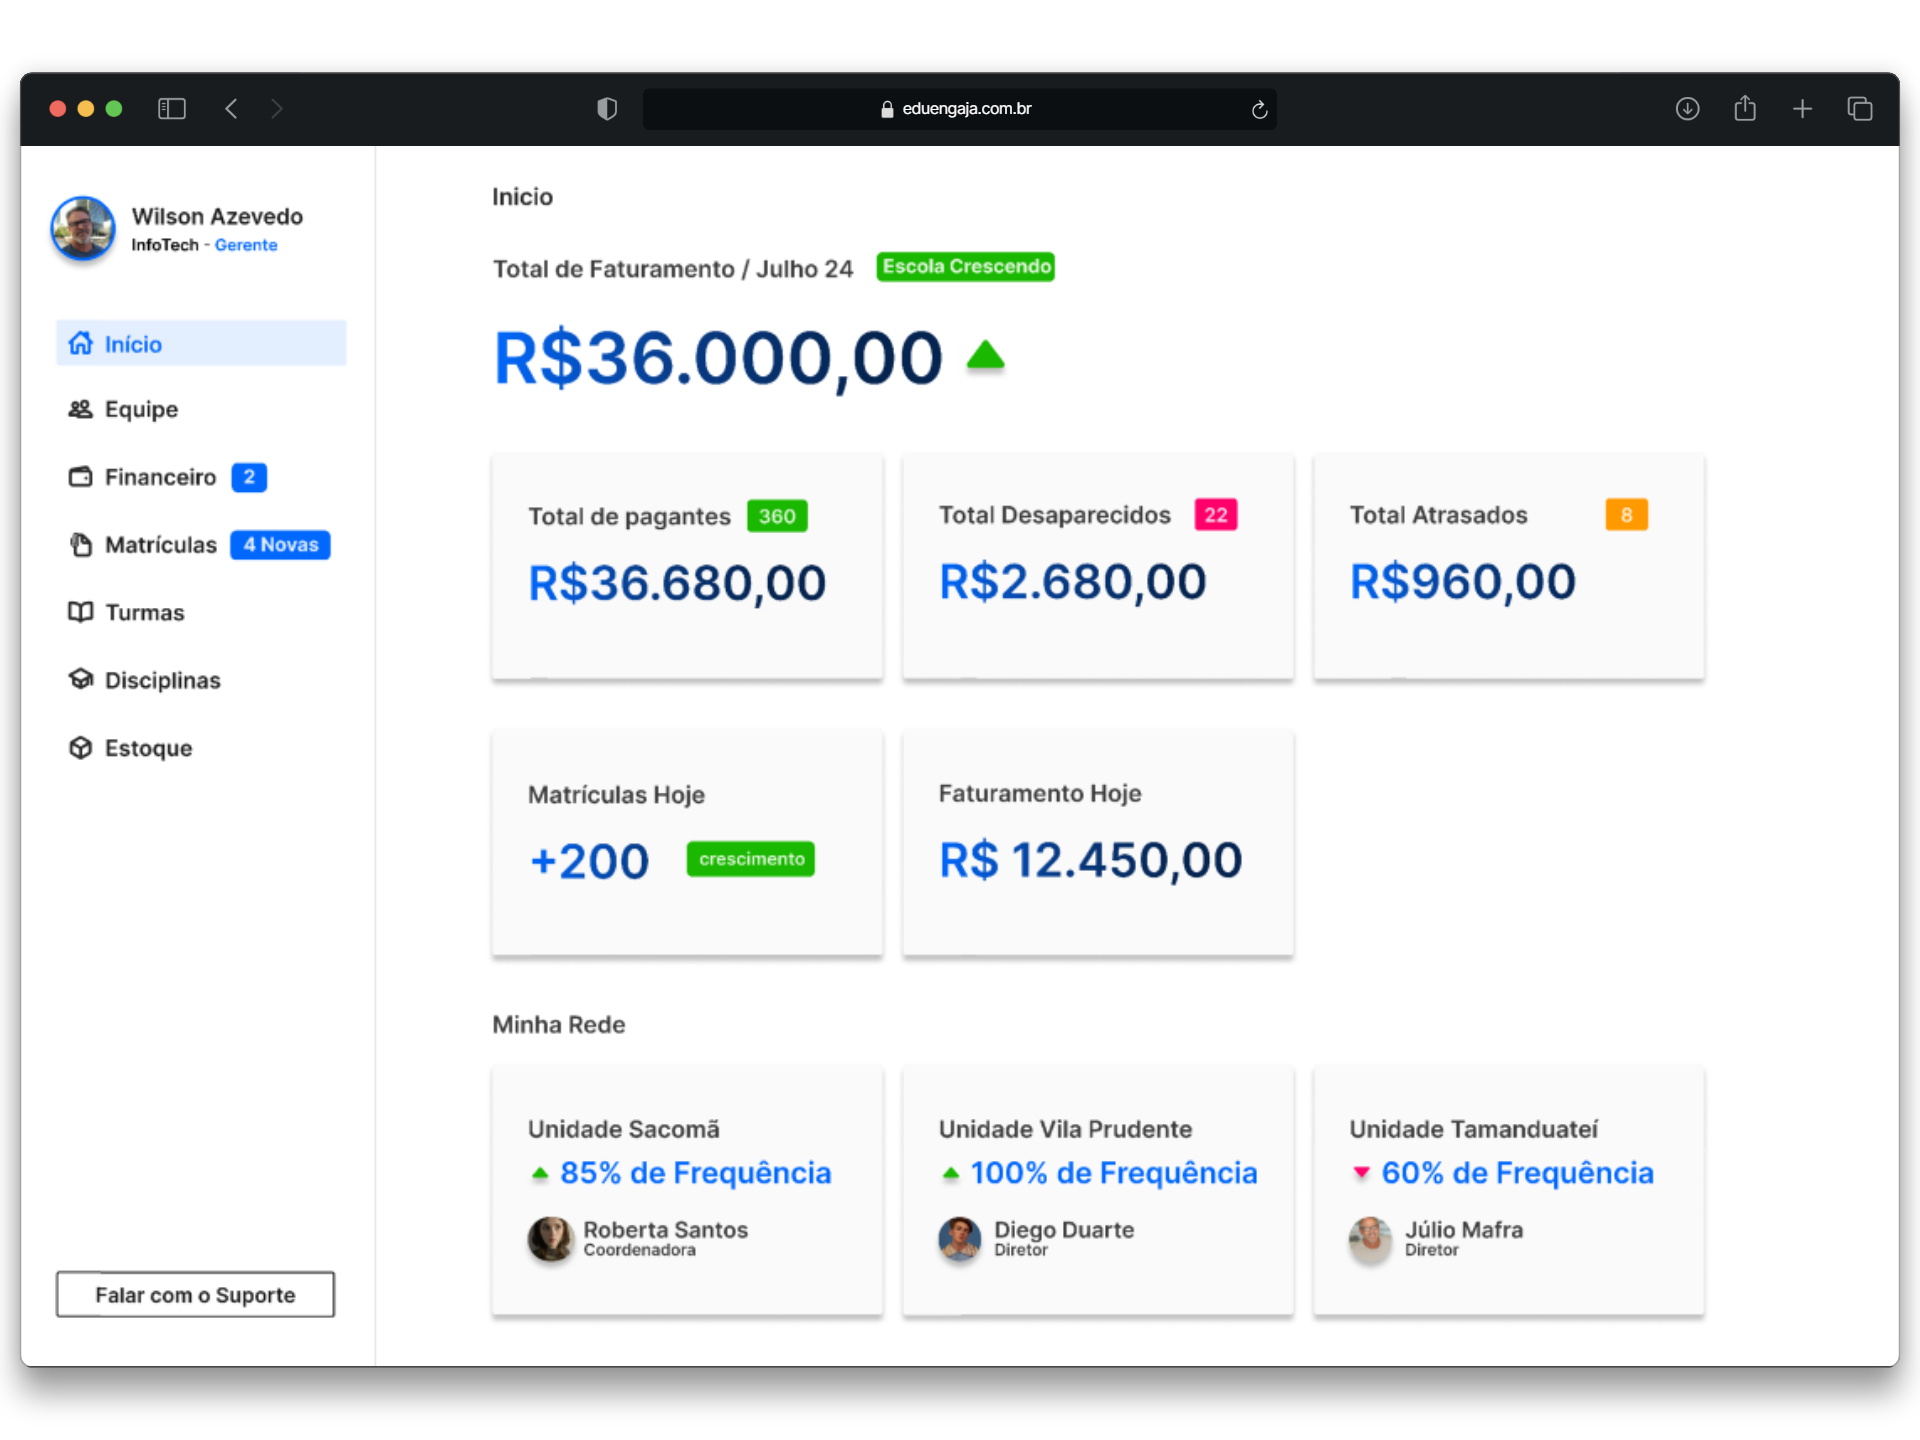 eduengaja.com.br
Wilson Azevedo
InfoTech - Gerente
Início
Equipe
Financeiro 2
Matrículas 4 Novas
Turmas
Disciplinas
Estoque
Falar com o Suporte
Inicio
Total de Faturamento / Julho 24 Escola Crescendo
R$36.000,00
Total de pagantes 360
R$36.680,00
Total Desaparecidos 22
R$2.680,00
Total Atrasados 8
R$960,00
Matrículas Hoje
+200 crescimento
Faturamento Hoje
R$ 12.450,00
Minha Rede
Unidade Sacomã
85% de Frequência
Roberta Santos
Coordenadora
Unidade Vila Prudente
100% de Frequência
Diego Duarte
Diretor
Unidade Tamanduateí
60% de Frequência
Júlio Mafra
Diretor